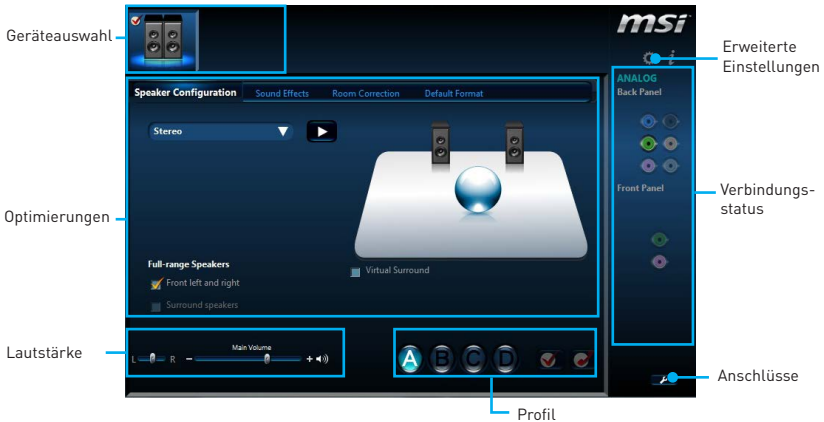 Geräteauswahl
msi
Erweiterte
Einstellungen
i
ANALOG
Back Panel
Speaker Configuration Sound Effects Room Correction Default Format
Stereo
Optimierungen
Verbindungs-
status
Front Panel
Full-range Speakers
Front left and right
Surround speakers
Virtual Surround
Lautstärke
Main Volume
L R - +
A B C D
Anschlüsse
Profil